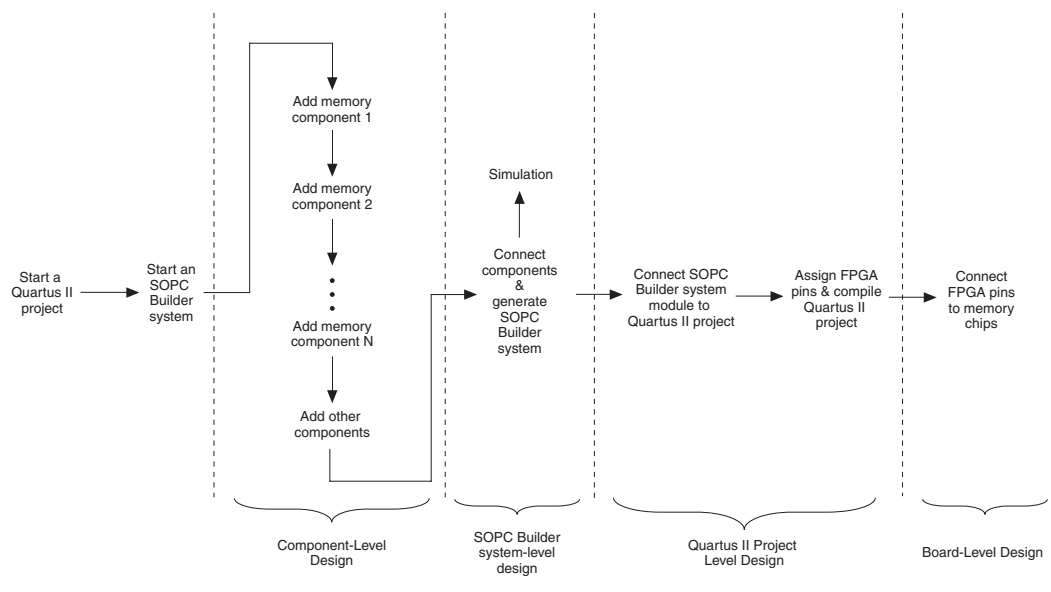 Start a
Quartus II
project
Start an
SOPC
Builder
system
Add memory
component 1
Add memory
component 2
Add memory
component N
Add other
components
Simulation
Connect
components
&
generate
SOPC
Builder
system
Connect SOPC
Builder system
module to
Quartus II project
Assign FPGA
pins & compile
Quartus II
project
Connect
FPGA pins
to memory
chips
Component-Level
Design
SOPC Builder
system-level
design
Quartus II Project
Level Design
Board-Level Design